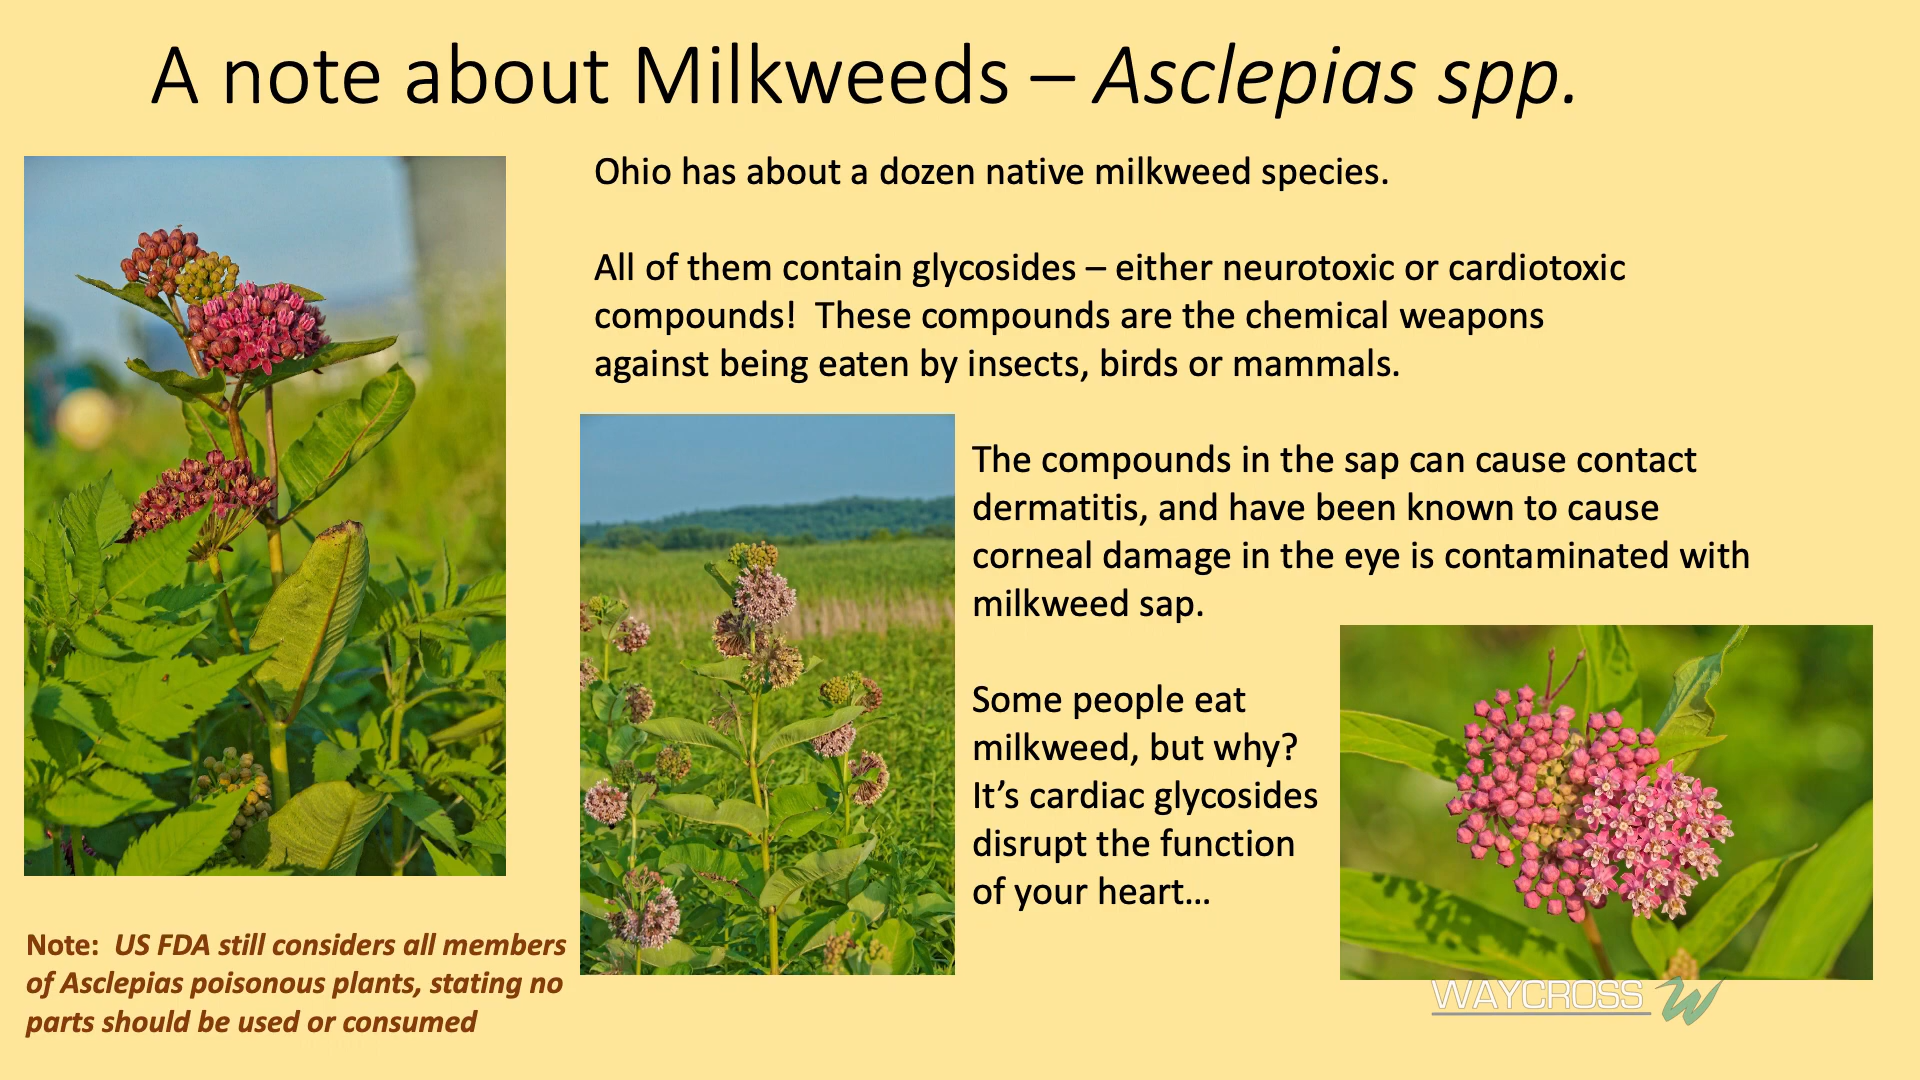 A note about Milkweeds – Asclepias spp.
Ohio has about a dozen native milkweed species.
All of them contain glycosides – either neurotoxic or cardiotoxic
compounds!  These compounds are the chemical weapons
against being eaten by insects, birds or mammals.
The compounds in the sap can cause contact
dermatitis, and have been known to cause
corneal damage in the eye is contaminated with
milkweed sap.
Some people eat
milkweed, but why?
It’s cardiac glycosides
disrupt the function
of your heart…
Note:  US FDA still considers all members
of Asclepias poisonous plants, stating no
parts should be used or consumed
WAYCROSS